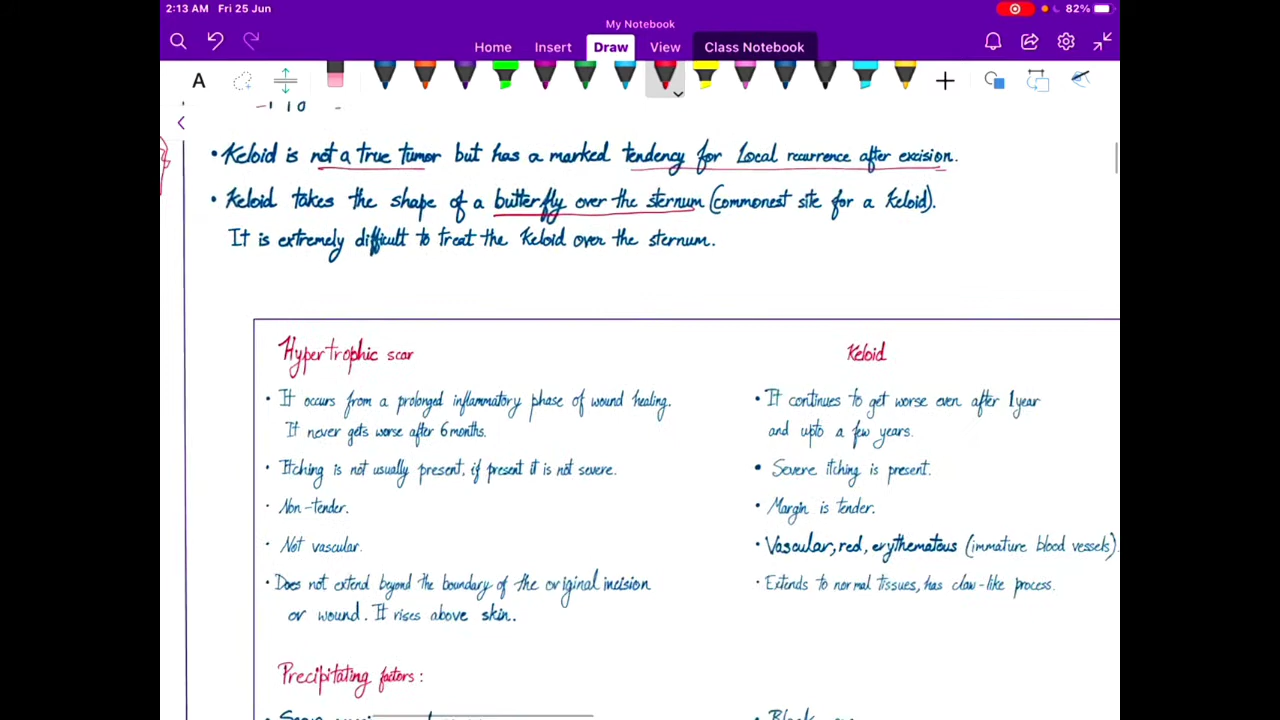 2:13 AM Fri 25 Jun
82%
My Notebook
Home Insert Draw View Class Notebook
A
• Keloid is not a true tumor but has a marked tendency for local recurrence after excision.
• Keloid takes the shape of a butterfly over the sternum (commonest site for a Keloid).
It is extremely difficult to treat the Keloid over the sternum.
Hypertrophic scar
• It occurs from a prolonged inflammatory phase of wound healing.
It never gets worse after 6 months.
• Itching is not usually present, if present it is not severe.
• Non-tender.
• Not vascular.
• Does not extend beyond the boundary of the original incision
or wound. It rises above skin.
Precipitating factors:
Keloid
• It continues to get worse even after 1 year
and upto a few years.
• Severe itching is present.
• Margin is tender.
• Vascular, red, erythematous (immature blood vessels).
• Extends to normal tissues, has claw-like process.